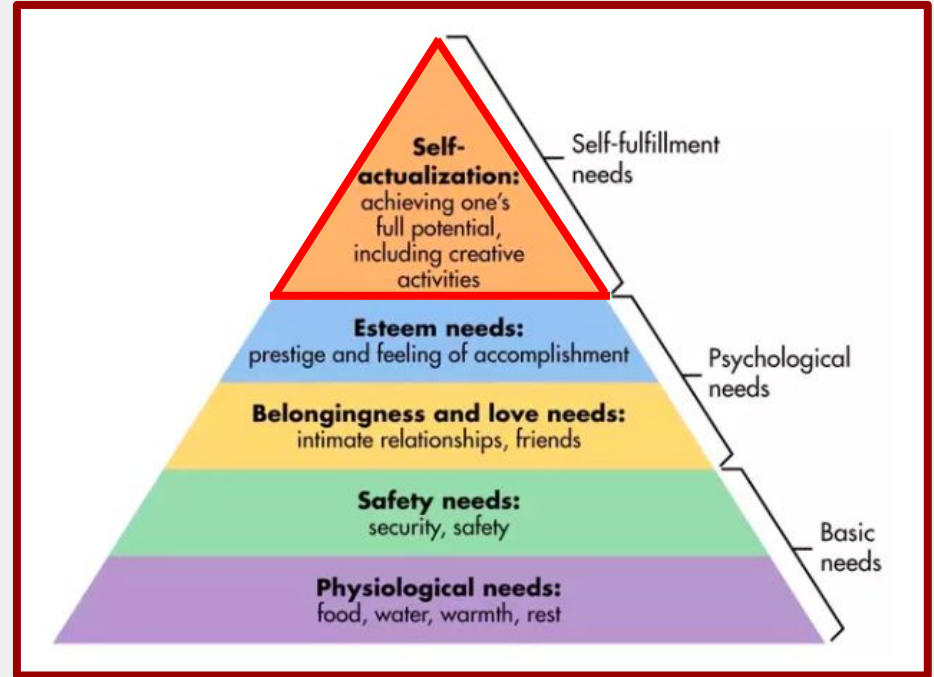 Self-
actualization:
achieving one's
full potential,
including creative
activities
Self-fulfillment
needs
Esteem needs:
prestige and feeling of accomplishment
Psychological
needs
Belongingness and love needs:
intimate relationships, friends
Safety needs:
security, safety
Basic
needs
Physiological needs:
food, water, warmth, rest